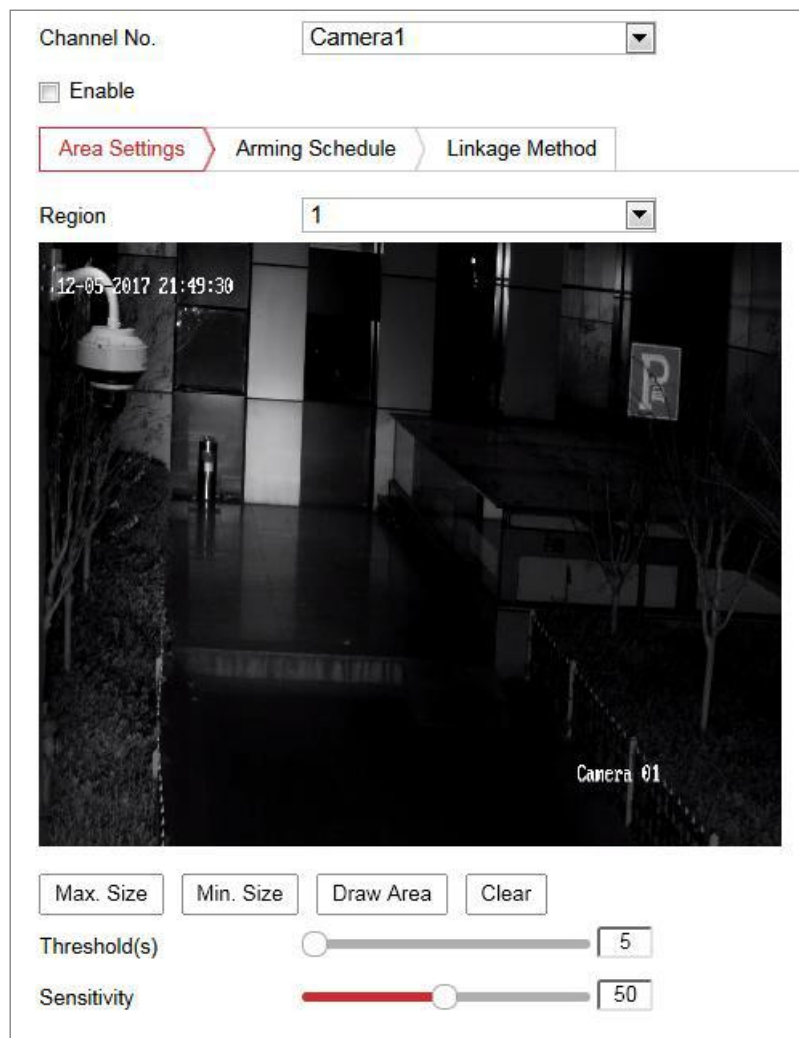 Channel No. Camera1
Enable
Area Settings Arming Schedule Linkage Method
Region 1
12-05-2017 21:49:30
P
Camera 01
Max. Size Min. Size Draw Area Clear
Threshold(s) 5
Sensitivity 50